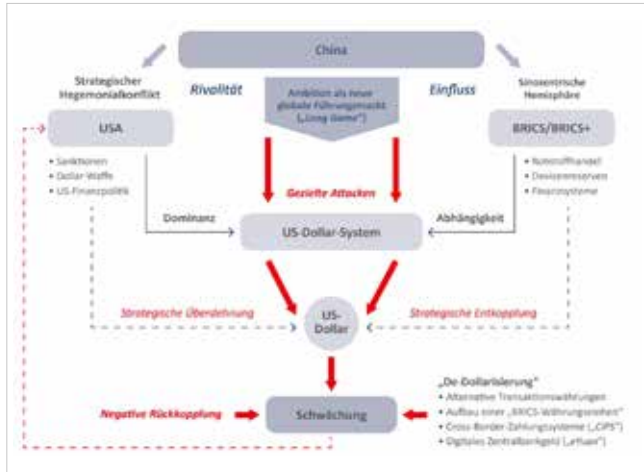 China
Strategischer
Hegemonialkonflikt
Rivalität
Ambition als neue
globale Führungsmacht
(„Long Game“)
Einfluss
Sinozentrische
Hemisphäre
USA
BRICS/BRICS+
• Sanktionen
• Dollar-Waffe
• US-Finanzpolitik
• Rohstoffhandel
• Devisenreserven
• Finanzsysteme
Gezielte Attacken
Dominanz
Abhängigkeit
US-Dollar-System
Strategische Überdehnung
US-
Dollar
Strategische Entkopplung
„De-Dollarisierung“
• Alternative Transaktionswährungen
• Aufbau einer „BRICS-Währungseinheit“
• Cross-Border-Zahlungssysteme („CIPS“)
• Digitales Zentralbankgeld („eYuan“)
Negative Rückkopplung
Schwächung